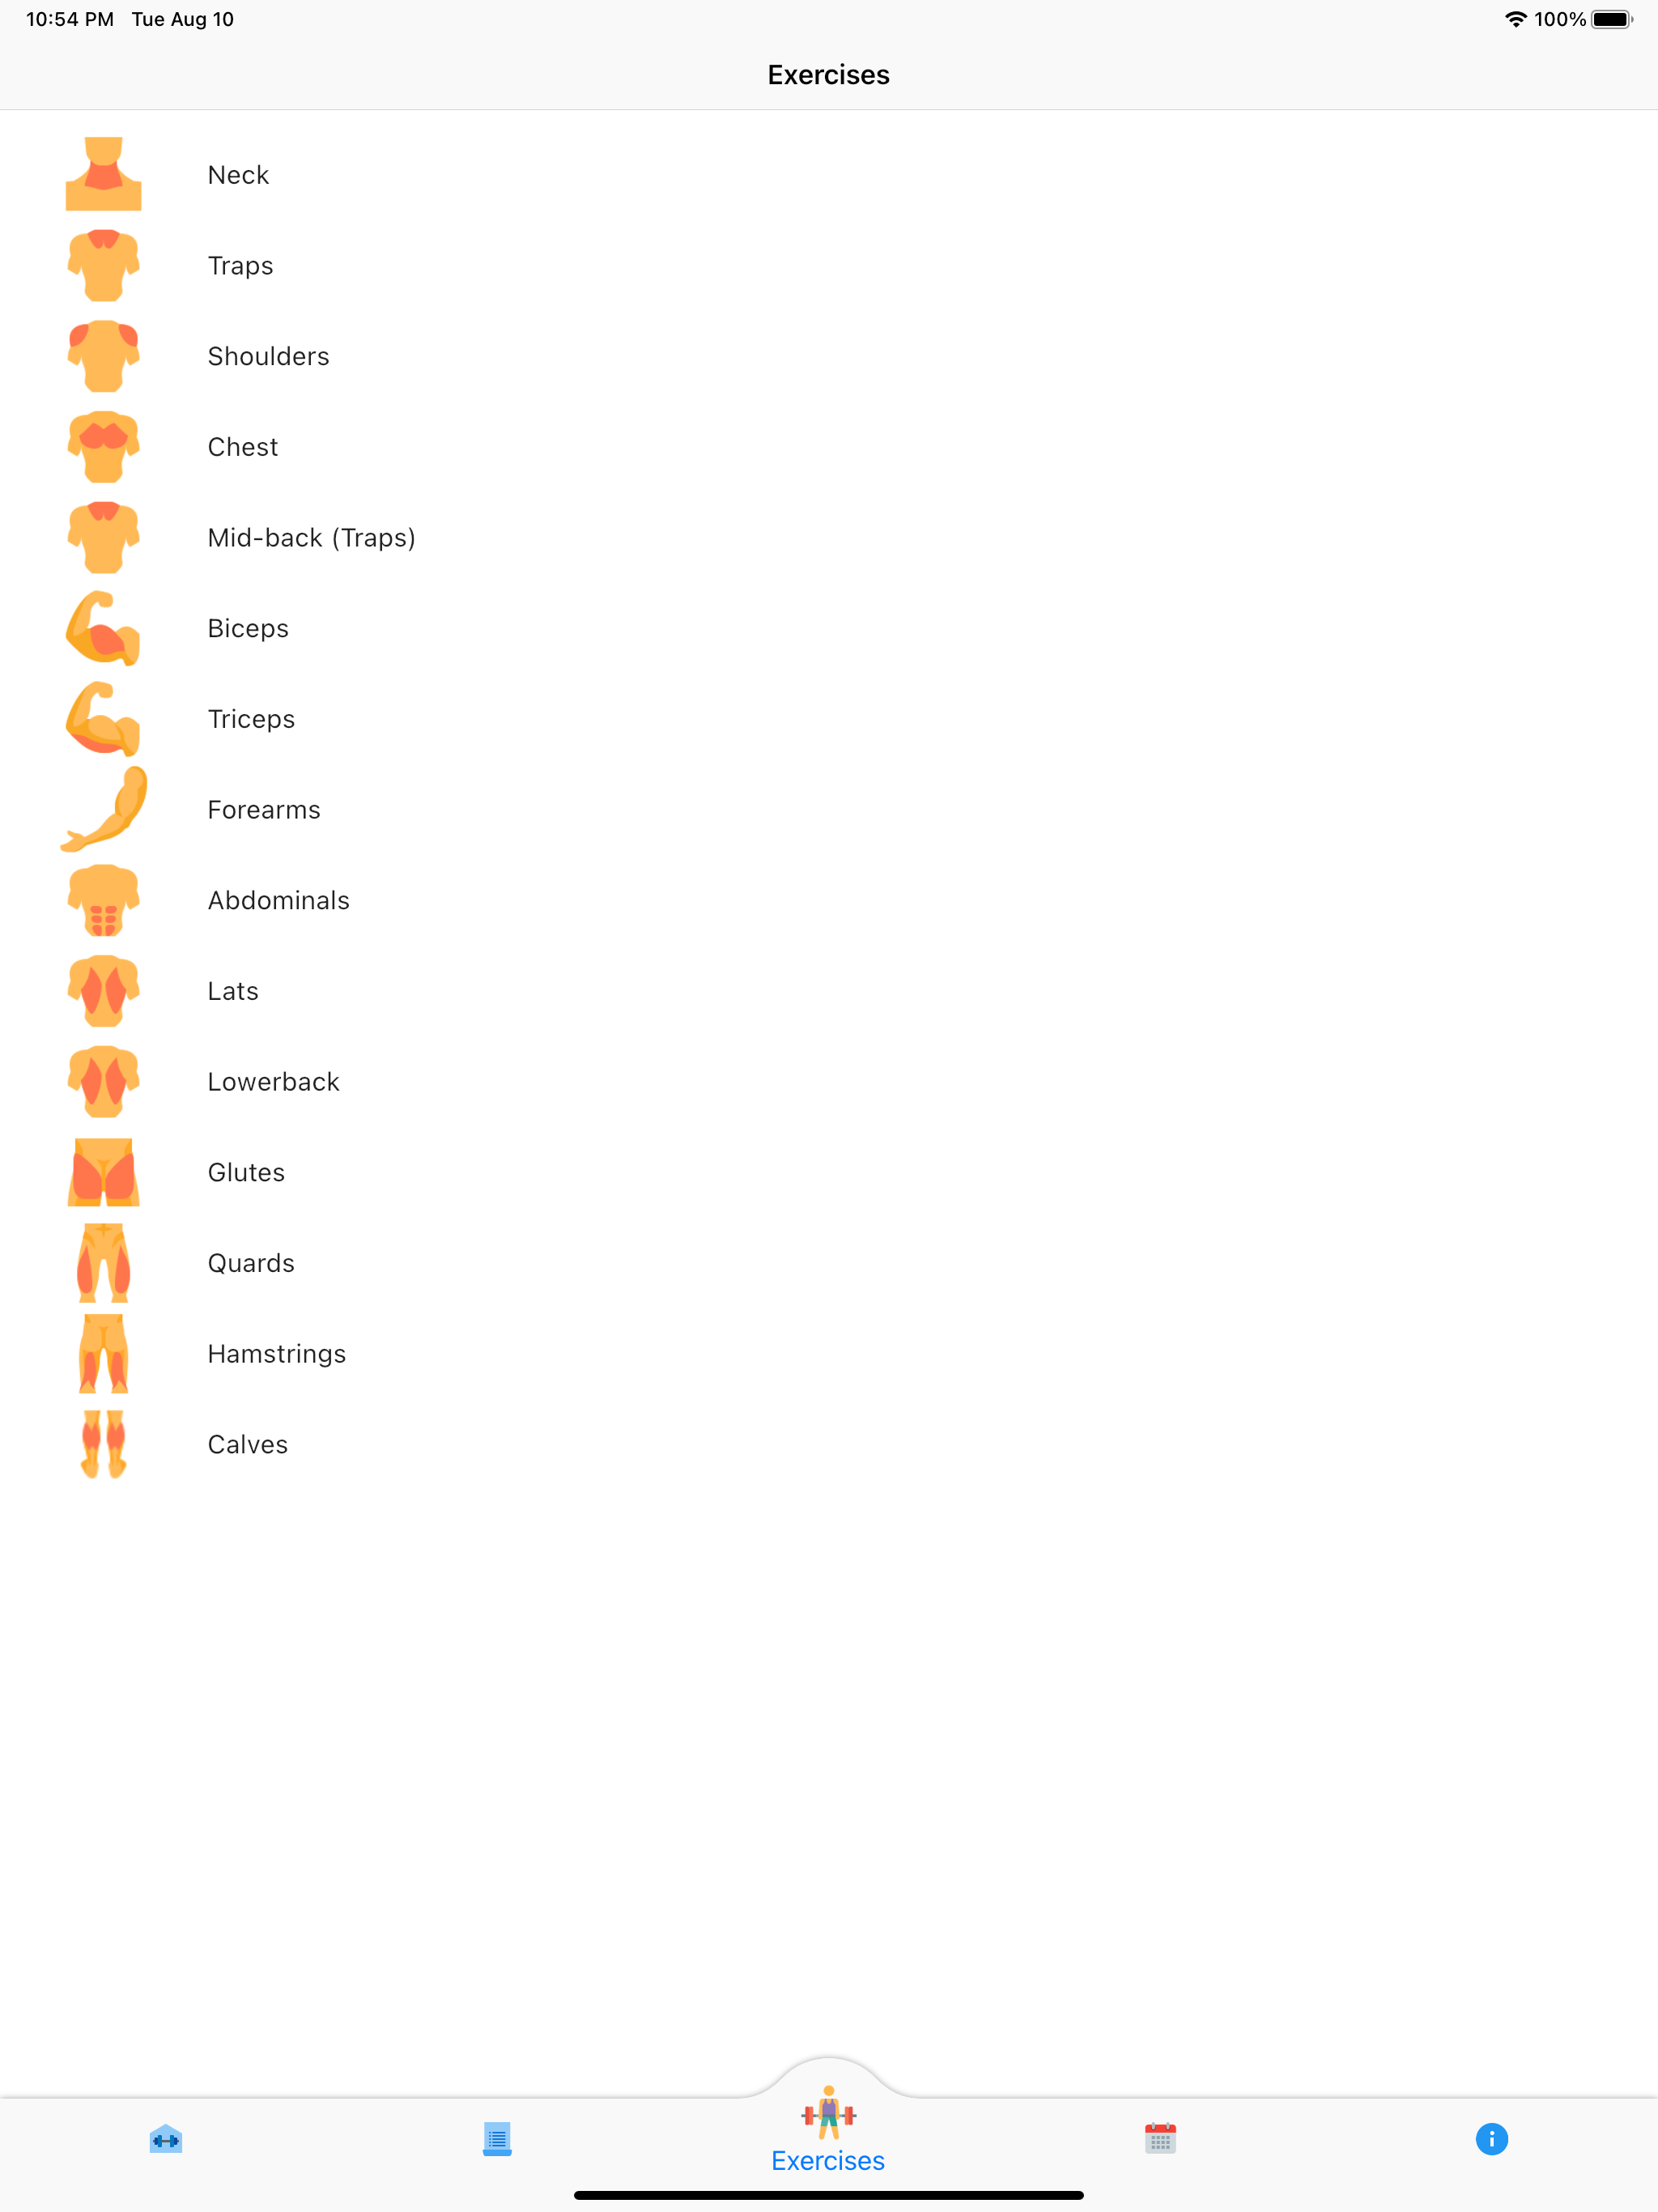 10:54 PM Tue Aug 10 100%
Exercises
Neck
Traps
Shoulders
Chest
Mid-back (Traps)
Biceps
Triceps
Forearms
Abdominals
Lats
Lowerback
Glutes
Quards
Hamstrings
Calves
Exercises